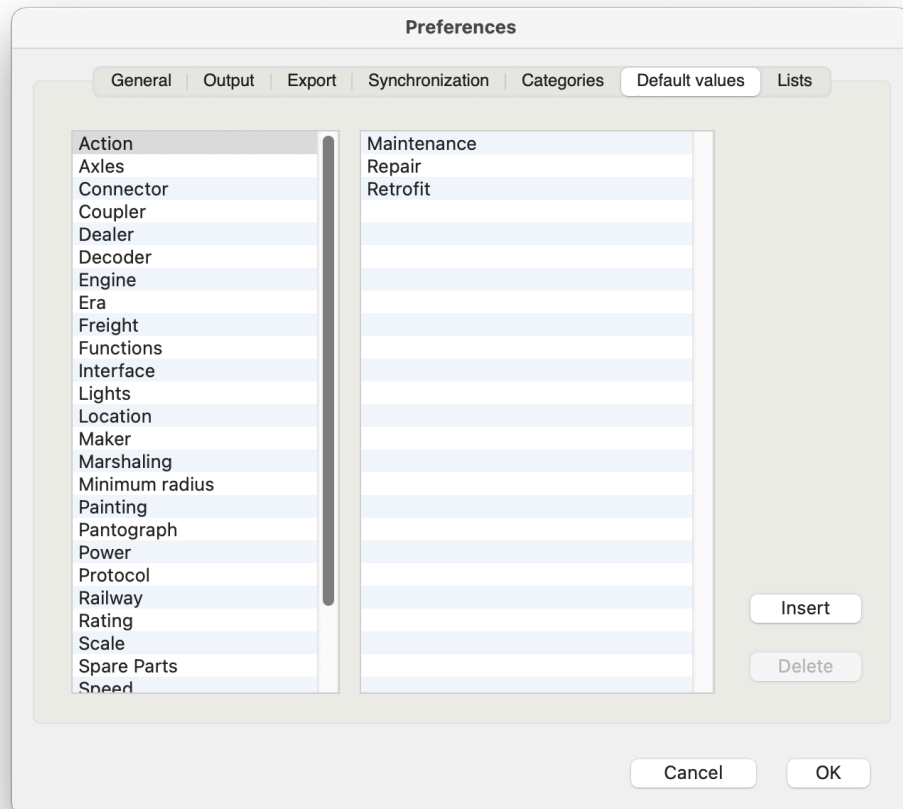 Preferences
General Output Export Synchronization Categories Default values Lists
Action
Axles
Connector
Coupler
Dealer
Decoder
Engine
Era
Freight
Functions
Interface
Lights
Location
Maker
Marshaling
Minimum radius
Painting
Pantograph
Power
Protocol
Railway
Rating
Scale
Spare Parts
Speed
Maintenance
Repair
Retrofit
Insert
Delete
Cancel OK